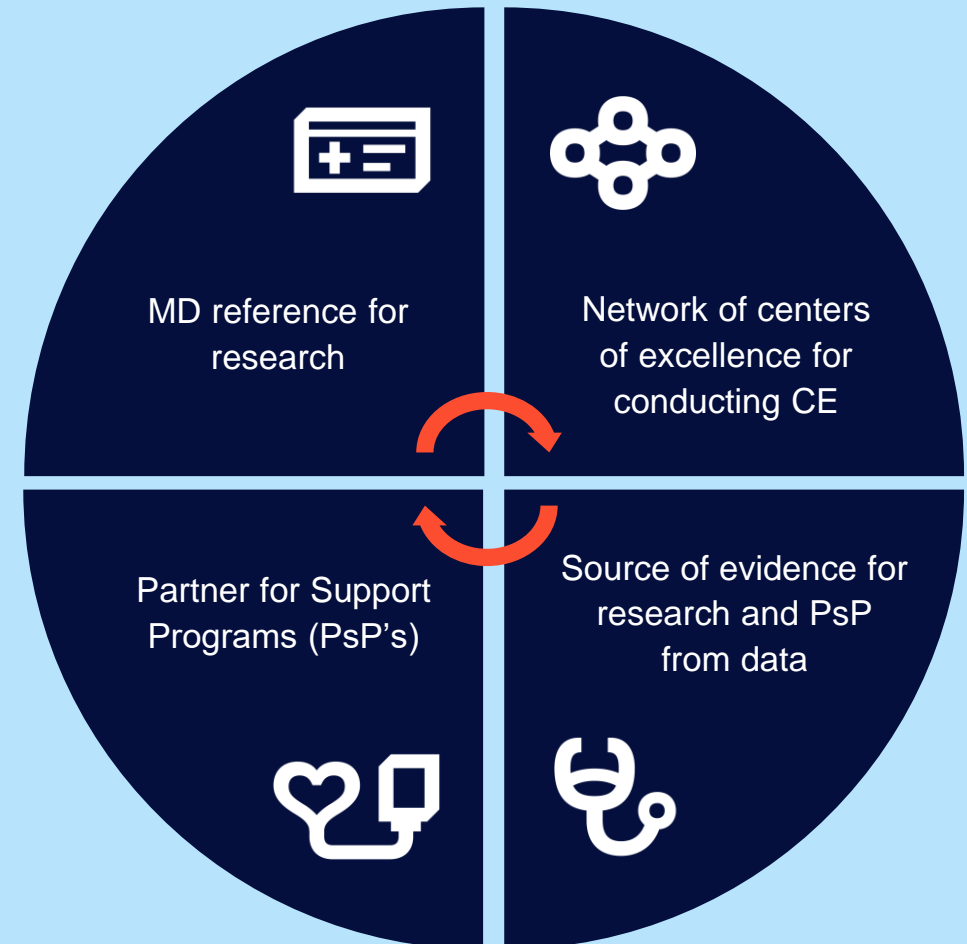 MD reference for
research
Network of centers
of excellence for
conducting CE
Partner for Support
Programs (PsP’s)
Source of evidence for
research and PsP
from data